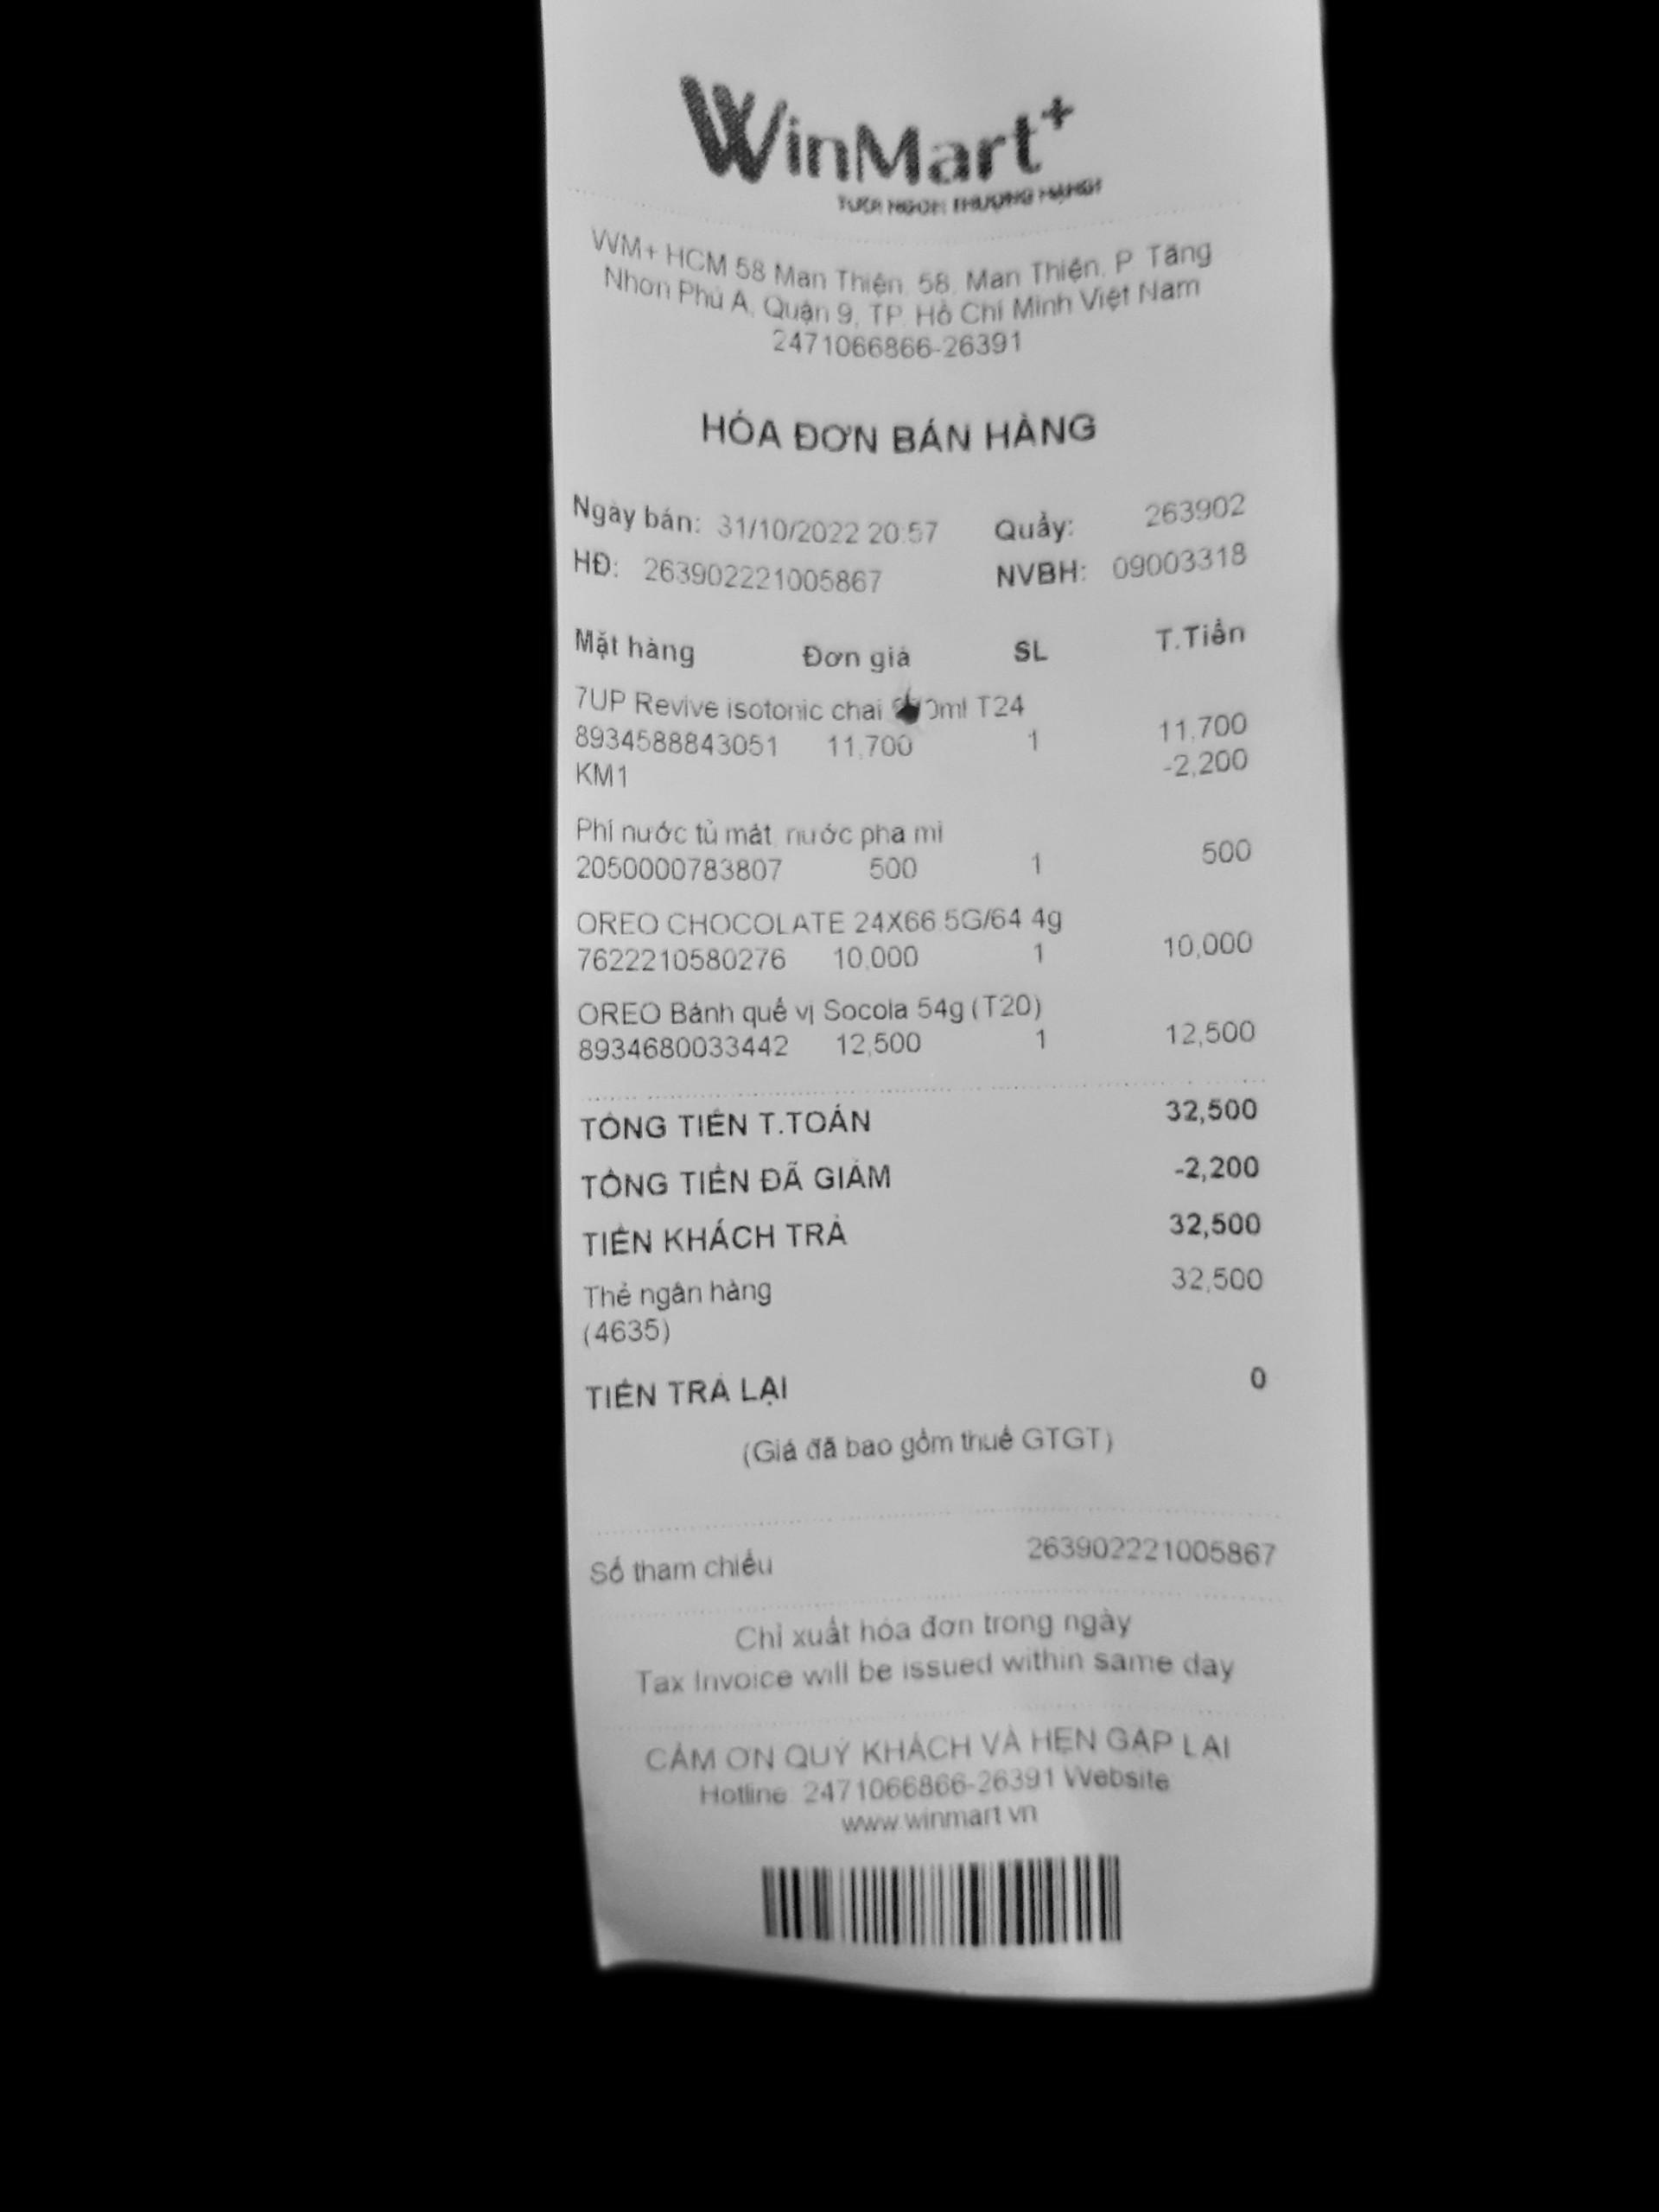 WinMart+
TƯƠI NGON THƯỢNG HẠNG!
WM+ HCM 58 Man Thiện, 58, Man Thiện, P. Tăng
Nhơn Phú A, Quận 9, TP. Hồ Chí Minh Việt Nam
2471066866-26391
HÓA ĐƠN BÁN HÀNG
Ngày bán: 31/10/2022 20:57 Quầy: 263902
HĐ: 263902221005867 NVBH: 09003318
Mặt hàng Đơn giá SL T.Tiền
7UP Revive isotonic chai T24
8934588843051 11,700 1 11,700
KM1 -2,200
Phí nước tủ mát, nước pha mì
2050000783807 500 1 500
OREO CHOCOLATE 24X66.5G/64.4g
7622210580276 10,000 1 10,000
OREO Bánh quế vị Socola 54g (T20)
8934680033442 12,500 1 12,500
TỔNG TIỀN T.TOÁN 32,500
TỔNG TIỀN ĐÃ GIẢM -2,200
TIỀN KHÁCH TRẢ 32,500
Thẻ ngân hàng 32,500
(4635)
TIỀN TRẢ LẠI 0
(Giá đã bao gồm thuế GTGT)
Số tham chiếu 263902221005867
Chỉ xuất hóa đơn trong ngày
Tax Invoice will be issued within same day
CẢM ƠN QUÝ KHÁCH VÀ HẸN GẶP LẠI
Hotline: 2471066866-26391 Website:
www.winmart.vn